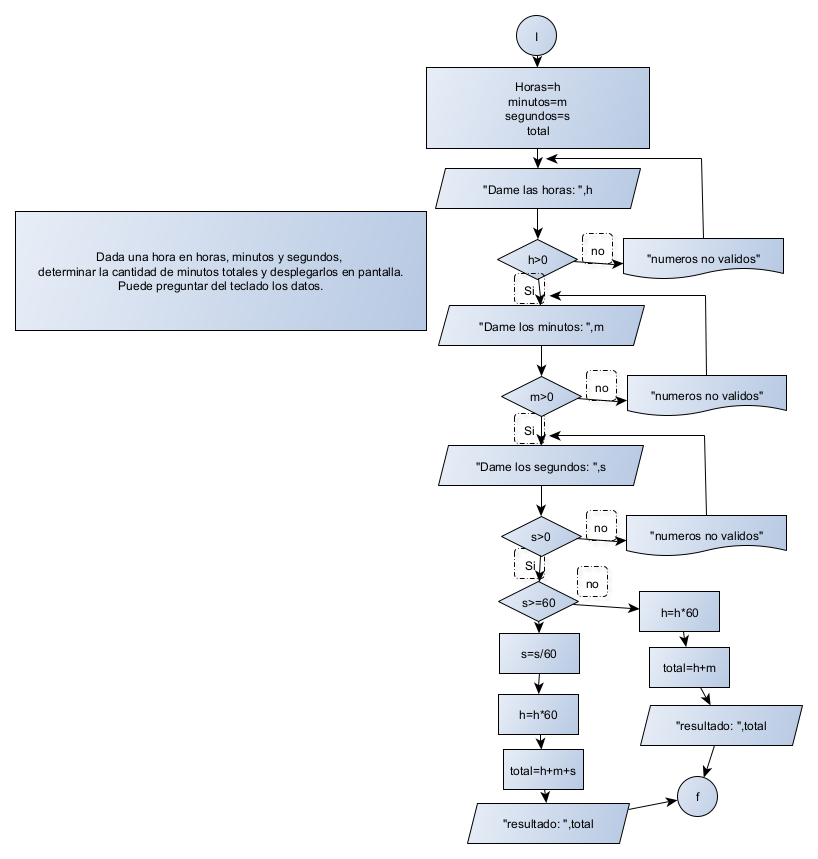 I
Horas=h
minutos=m
segundos=s
total
"Dame las horas: ",h
Dada una hora en horas, minutos y segundos,
determinar la cantidad de minutos totales y desplegarlos en pantalla.
Puede preguntar del teclado los datos.
h>0
no
"numeros no validos"
Si
"Dame los minutos: ",m
m>0
no
"numeros no validos"
Si
"Dame los segundos: ",s
s>0
no
"numeros no validos"
Si
s>=60
no
h=h*60
s=s/60
total=h+m
h=h*60
"resultado: ",total
total=h+m+s
f
"resultado: ",total